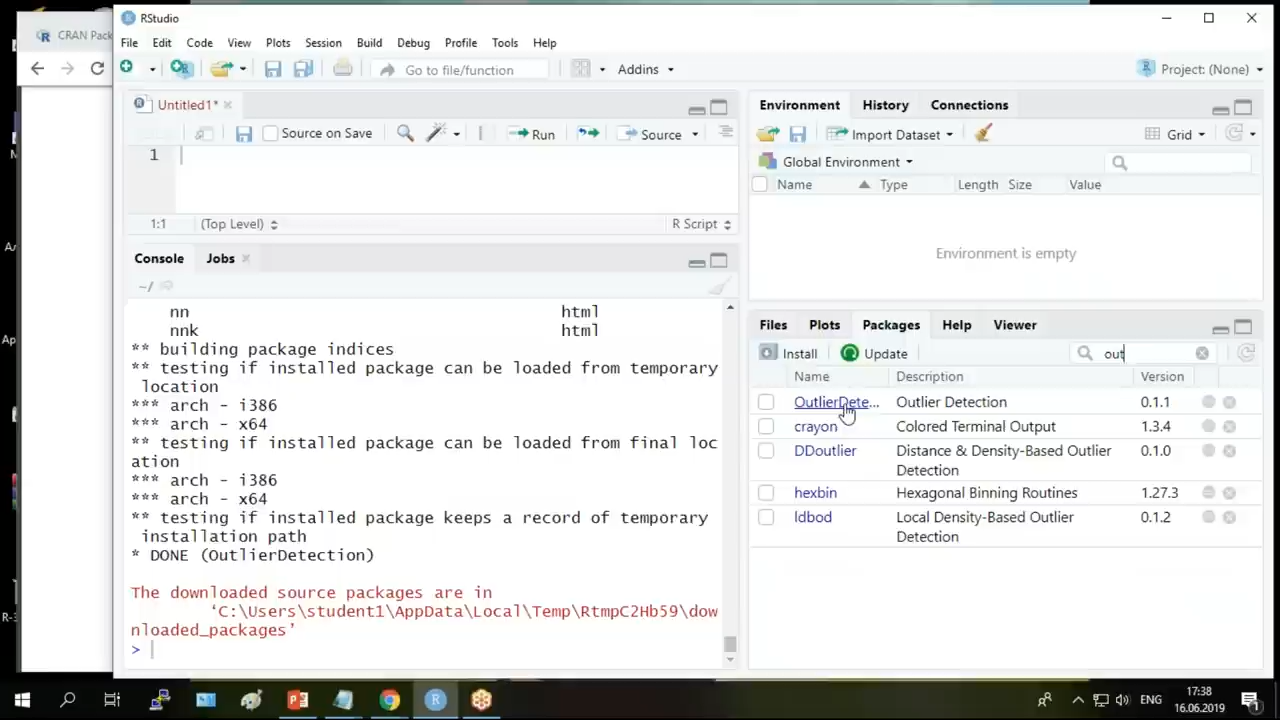 CRAN Pack
RStudio
File Edit Code View Plots Session Build Debug Profile Tools Help
Go to file/function
Addins
Project: (None)
Untitled1*
Source on Save
Run
Source
1
1:1
(Top Level)
R Script
Console
Jobs
~/
nn html
nnk html
** building package indices
** testing if installed package can be loaded from temporary
location
*** arch - i386
*** arch - x64
** testing if installed package can be loaded from final loc
ation
*** arch - i386
*** arch - x64
** testing if installed package keeps a record of temporary
installation path
* DONE (OutlierDetection)
The downloaded source packages are in
‘C:\Users\student1\AppData\Local\Temp\RtmpC2Hb59\dow
nloaded_packages’
>
Environment History Connections
Import Dataset
Grid
Global Environment
Name Type Length Size Value
Environment is empty
Files Plots Packages Help Viewer
Install Update
out
Name Description Version
OutlierDete... Outlier Detection 0.1.1
crayon Colored Terminal Output 1.3.4
DDoutlier Distance & Density-Based Outlier 0.1.0
Detection
hexbin Hexagonal Binning Routines 1.27.3
ldbod Local Density-Based Outlier 0.1.2
Detection
ENG
17:38
16.06.2019